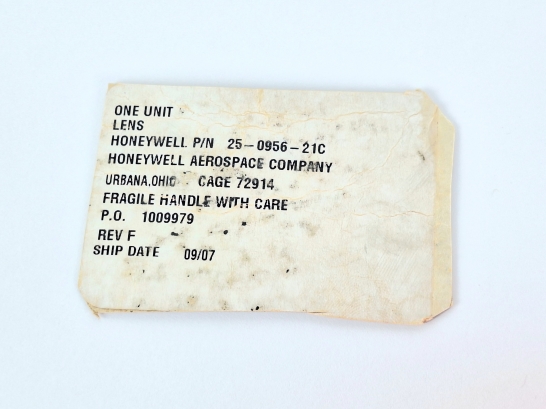 ONE UNIT
LENS
HONEYWELL P/N 25-0956-21C
HONEYWELL AEROSPACE COMPANY
URBANA, OHIO CAGE 72914
FRAGILE HANDLE WITH CARE
P.O. 1009979
REV F
SHIP DATE 09/07